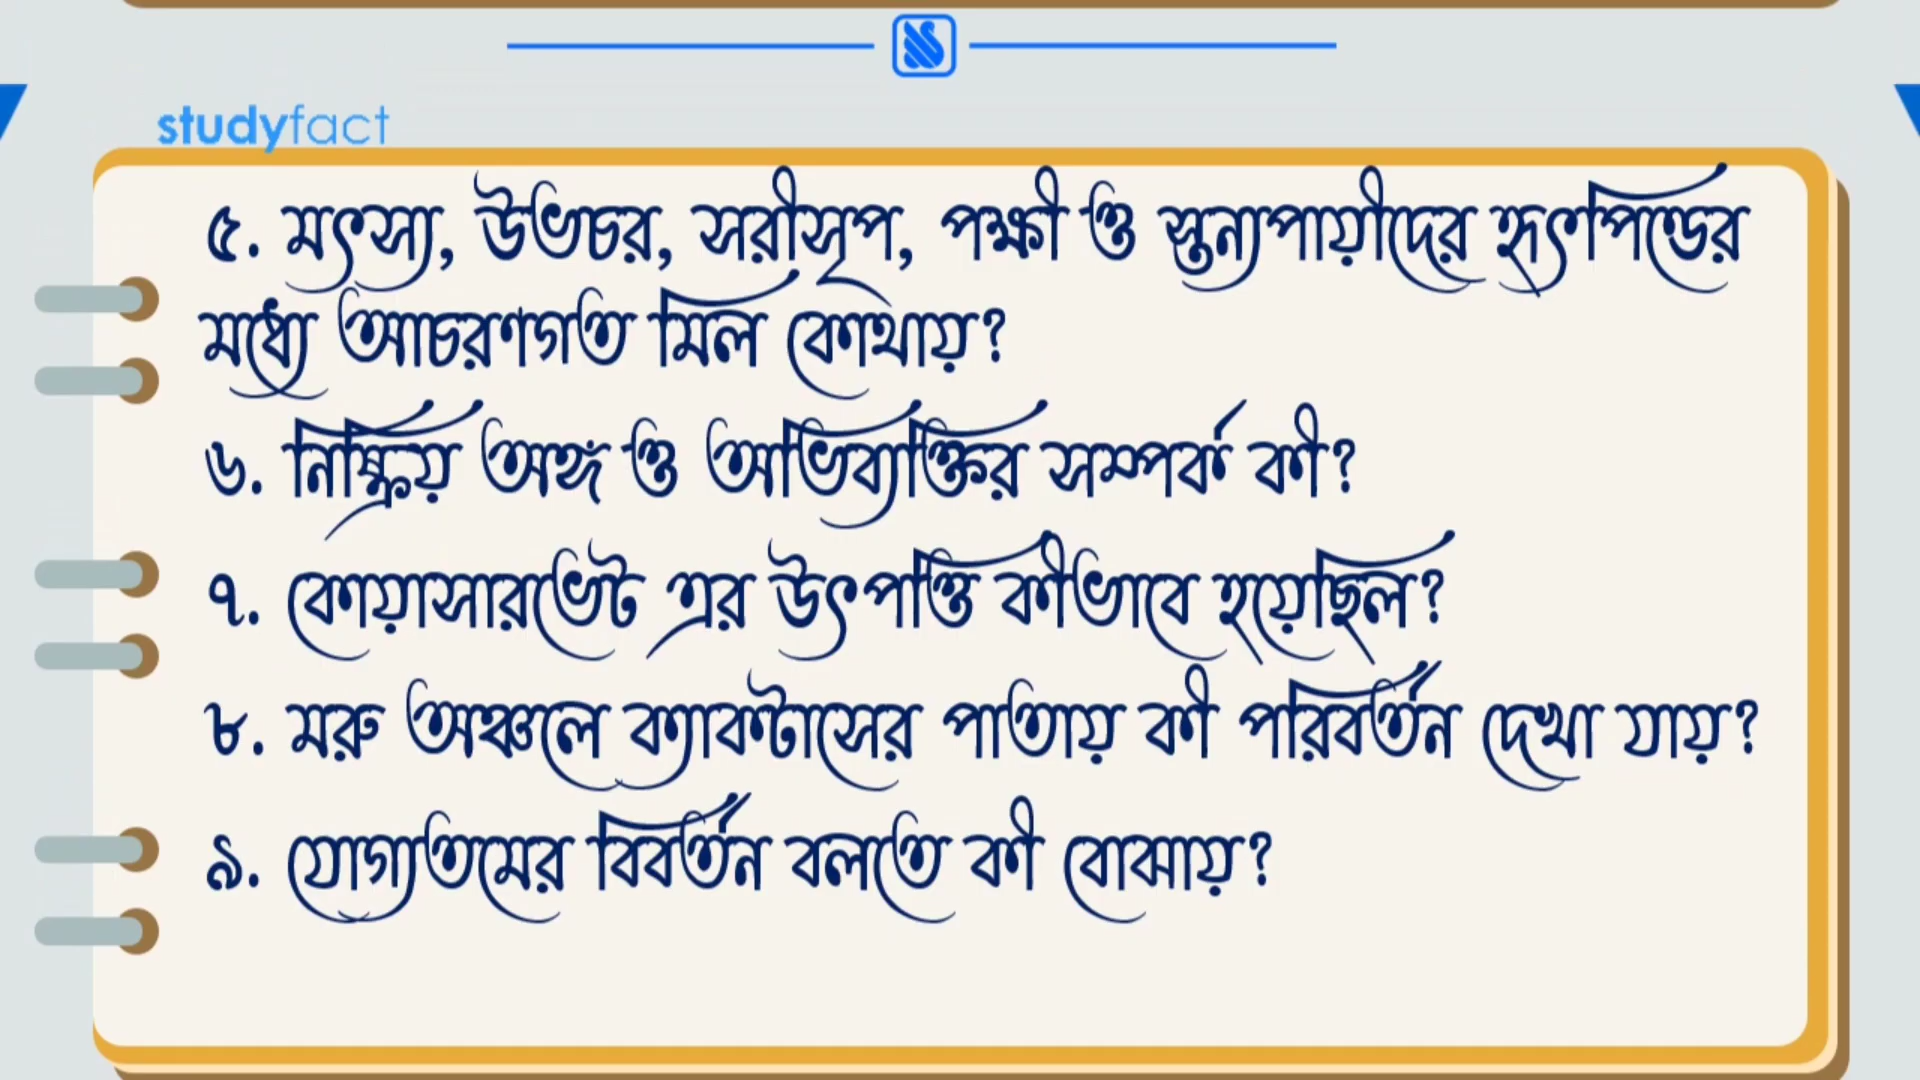 studyfact
৫. মৎস্য, উভচর, সরীসৃপ, পক্ষী ও স্তন্যপায়ীদের হৃৎপিন্ডের
মধ্যে আচরণগত মিল কোথায়?
৬. নিষ্ক্রিয় অঙ্গ ও অভিব্যক্তির সম্পর্ক কী?
৭. কোয়াসারভেট এর উৎপত্তি কীভাবে হয়েছিল?
৮. মরু অঞ্চলে ক্যাকটাসের পাতায় কী পরিবর্তন দেখা যায়?
৯. যোগ্যতমের বিবর্তন বলতে কী বোঝায়?